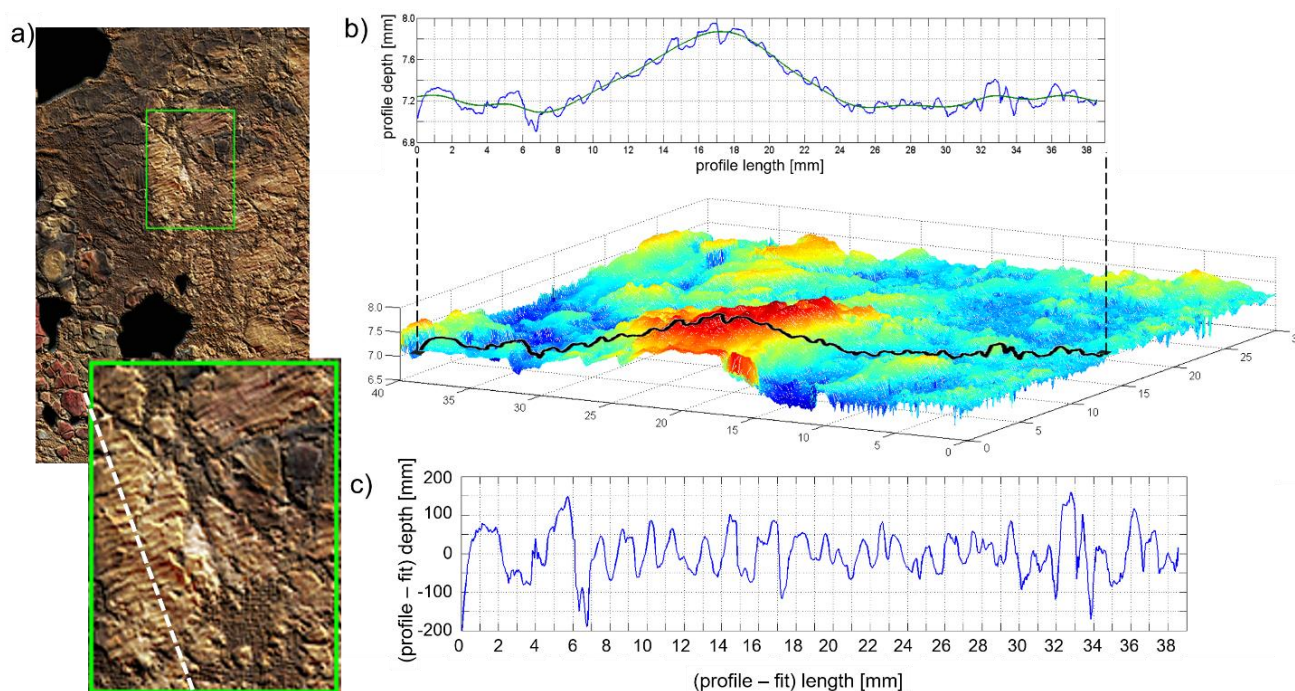 a)
b)
profile depth [mm]
8.0
7.6
7.2
6.8
0 2 4 6 8 10 12 14 16 18 20 22 24 26 28 30 32 34 36 38
profile length [mm]
8.0
7.5
7.0
6.5
40 35 30 25 20 15 10 5 0
0 5 10 15 20 25 3
c)
(profile – fit) depth [mm]
200
100
0
-100
-200
0 2 4 6 8 10 12 14 16 18 20 22 24 26 28 30 32 34 36 38
(profile – fit) length [mm]